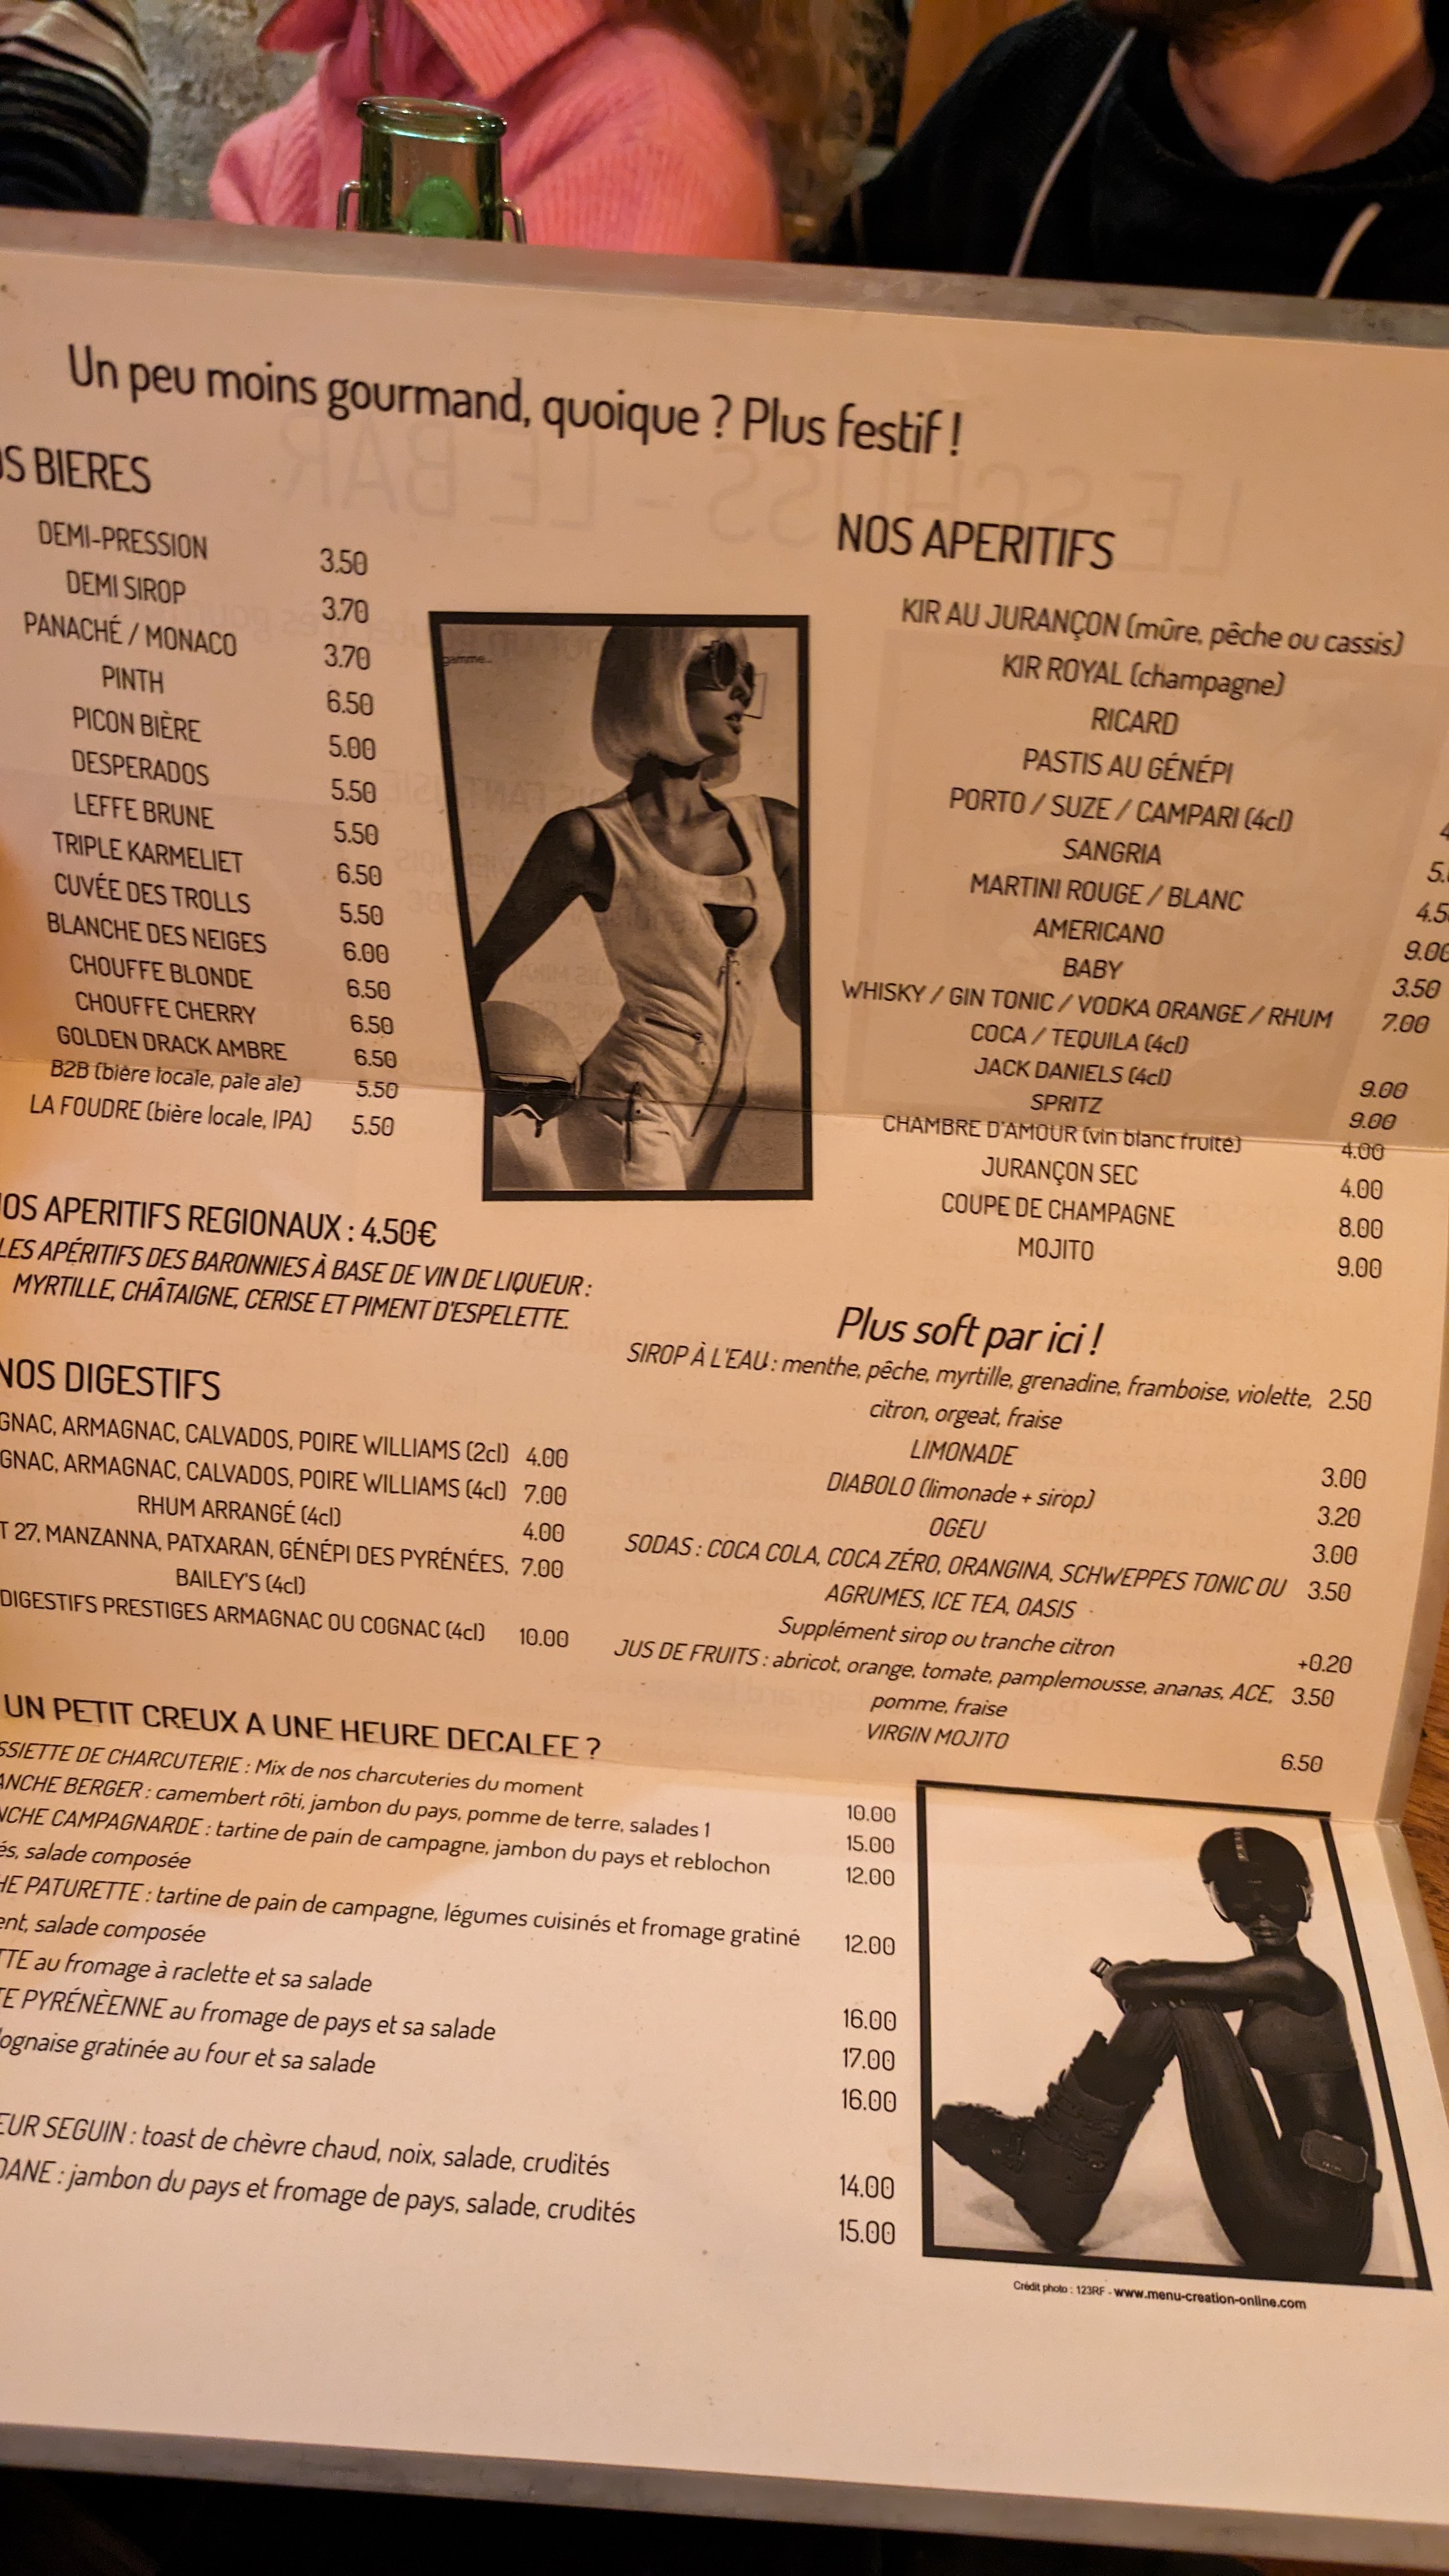 Un peu moins gourmand, quoique ? Plus festif !
BIERES
DEMI-PRESSION 3.50
DEMI SIROP 3.70
PANACHÉ / MONACO 3.70
PINTH 6.50
PICON BIÈRE 5.00
DESPERADOS 5.50
LEFFE BRUNE 5.50
TRIPLE KARMELIET 6.50
CUVÉE DES TROLLS 5.50
BLANCHE DES NEIGES 6.00
CHOUFFE BLONDE 6.50
CHOUFFE CHERRY 6.50
GOLDEN DRACK AMBRE 6.50
B2B (bière locale, pale ale) 5.50
LA FOUDRE (bière locale, IPA) 5.50
OS APERITIFS REGIONAUX : 4.50€
LES APÉRITIFS DES BARONNIES À BASE DE VIN DE LIQUEUR :
MYRTILLE, CHÂTAIGNE, CERISE ET PIMENT D'ESPELETTE.
NOS DIGESTIFS
GNAC, ARMAGNAC, CALVADOS, POIRE WILLIAMS (2cl) 4.00
GNAC, ARMAGNAC, CALVADOS, POIRE WILLIAMS (4cl) 7.00
RHUM ARRANGÉ (4cl) 4.00
T 27, MANZANNA, PATXARAN, GÉNÉPI DES PYRÉNÉES, 7.00
BAILEY'S (4cl)
DIGESTIFS PRESTIGES ARMAGNAC OU COGNAC (4cl) 10.00
NOS APERITIFS
KIR AU JURANÇON (mûre, pêche ou cassis)
KIR ROYAL (champagne)
RICARD
PASTIS AU GÉNÉPI
PORTO / SUZE / CAMPARI (4cl)
SANGRIA
MARTINI ROUGE / BLANC
AMERICANO
BABY
WHISKY / GIN TONIC / VODKA ORANGE / RHUM
COCA / TEQUILA (4cl)
JACK DANIELS (4cl)
SPRITZ
CHAMBRE D'AMOUR (vin blanc fruité)
JURANÇON SEC
COUPE DE CHAMPAGNE
MOJITO
9.00
3.50
7.00
9.00
9.00
4.00
4.00
8.00
9.00
Plus soft par ici !
SIROP À L'EAU : menthe, pêche, myrtille, grenadine, framboise, violette, 2.50
citron, orgeat, fraise
LIMONADE 3.00
DIABOLO (limonade + sirop) 3.20
OGEU 3.00
SODAS : COCA COLA, COCA ZÉRO, ORANGINA, SCHWEPPES TONIC OU 3.50
AGRUMES, ICE TEA, OASIS
Supplément sirop ou tranche citron +0.20
JUS DE FRUITS : abricot, orange, tomate, pamplemousse, ananas, ACE, 3.50
pomme, fraise
VIRGIN MOJITO 6.50
UN PETIT CREUX A UNE HEURE DECALEE ?
SSIETTE DE CHARCUTERIE : Mix de nos charcuteries du moment 10.00
ANCHE BERGER : camembert rôti, jambon du pays, pomme de terre, salades 1 15.00
NCHE CAMPAGNARDE : tartine de pain de campagne, jambon du pays et reblochon 12.00
és, salade composée
HE PATURETTE : tartine de pain de campagne, légumes cuisinés et fromage gratiné 12.00
ent, salade composée
TTE au fromage à raclette et sa salade 16.00
TE PYRÉNÈENNE au fromage de pays et sa salade 17.00
lognaise gratinée au four et sa salade 16.00
EUR SEGUIN : toast de chèvre chaud, noix, salade, crudités 14.00
DANE : jambon du pays et fromage de pays, salade, crudités 15.00
Crédit photo : 123RF - www.menu-creation-online.com